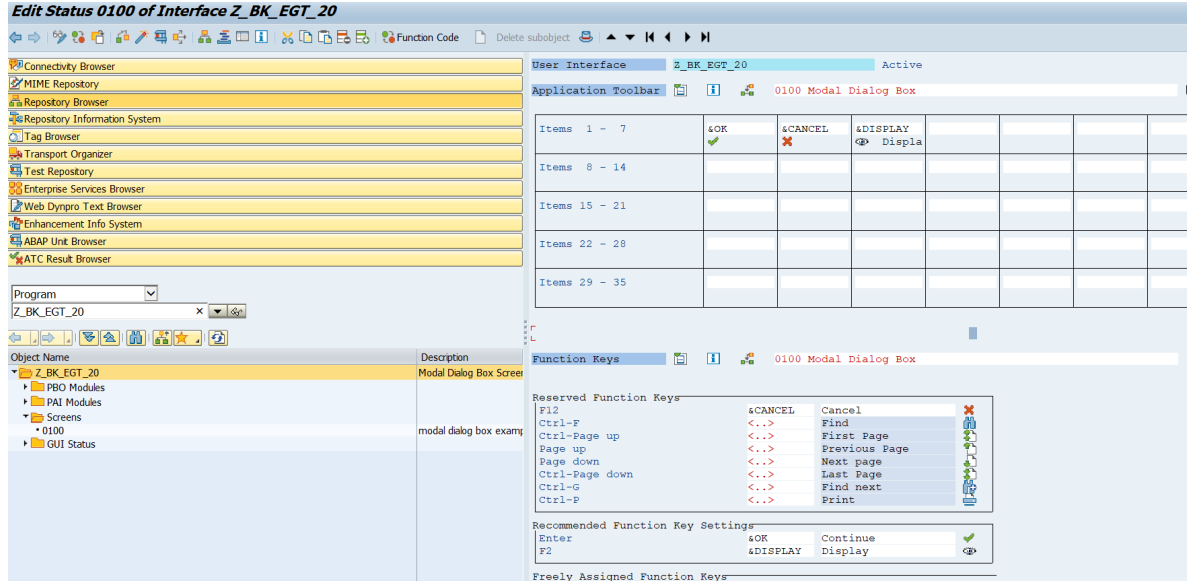 Edit Status 0100 of Interface Z_BK_EGT_20
Function Code Delete subobject
Connectivity Browser
MIME Repository
Repository Browser
Repository Information System
Tag Browser
Transport Organizer
Test Repository
Enterprise Services Browser
Web Dynpro Text Browser
Enhancement Info System
ABAP Unit Browser
ATC Result Browser
Program
Z_BK_EGT_20
Object Name Description
Z_BK_EGT_20 Modal Dialog Box Screen
PBO Modules
PAI Modules
Screens
0100 modal dialog box examp
GUI Status
User Interface Z_BK_EGT_20 Active
Application Toolbar 0100 Modal Dialog Box
Items 1 - 7 &OK &CANCEL &DISPLAY
Displa
Items 8 - 14
Items 15 - 21
Items 22 - 28
Items 29 - 35
Function Keys 0100 Modal Dialog Box
Reserved Function Keys
F12 &CANCEL Cancel
Ctrl-F <..> Find
Ctrl-Page up <..> First Page
Page up <..> Previous Page
Page down <..> Next page
Ctrl-Page down <..> Last Page
Ctrl-G <..> Find next
Ctrl-P <..> Print
Recommended Function Key Settings
Enter &OK Continue
F2 &DISPLAY Display
Freely Assigned Function Keys